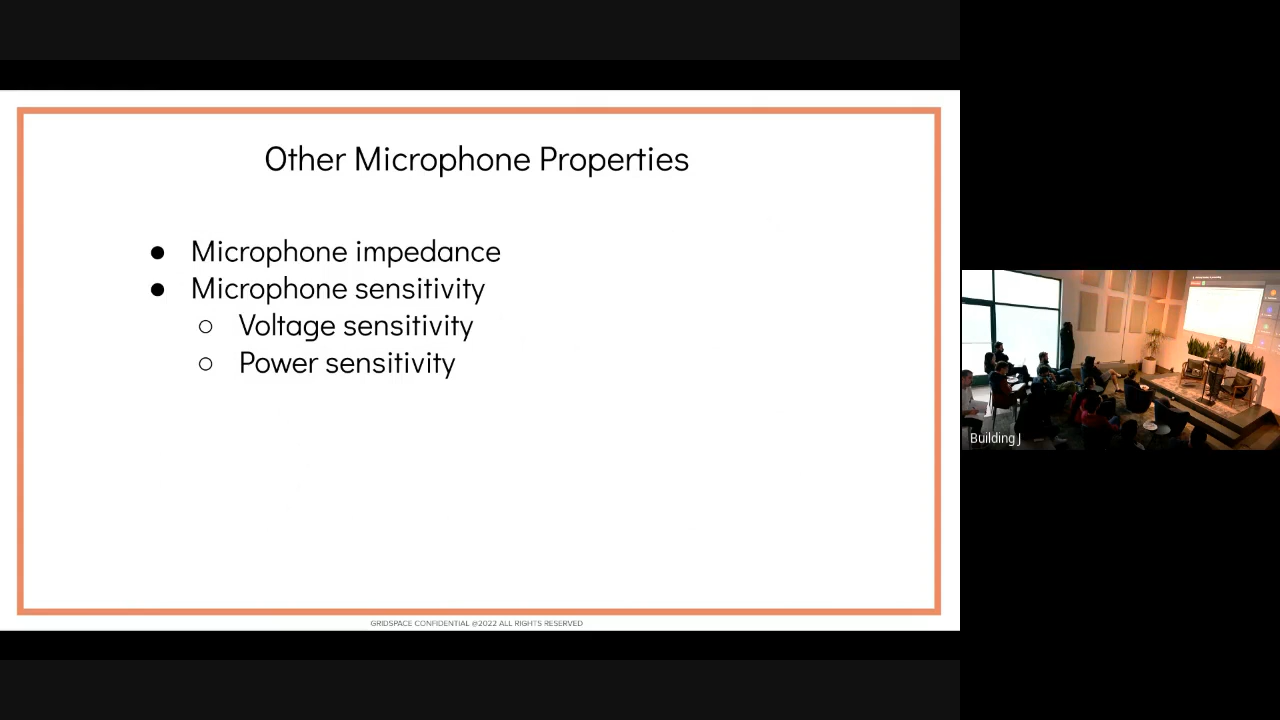 Other Microphone Properties
● Microphone impedance
● Microphone sensitivity
○ Voltage sensitivity
○ Power sensitivity
GRIDSPACE CONFIDENTIAL @2022 ALL RIGHTS RESERVED
Building J